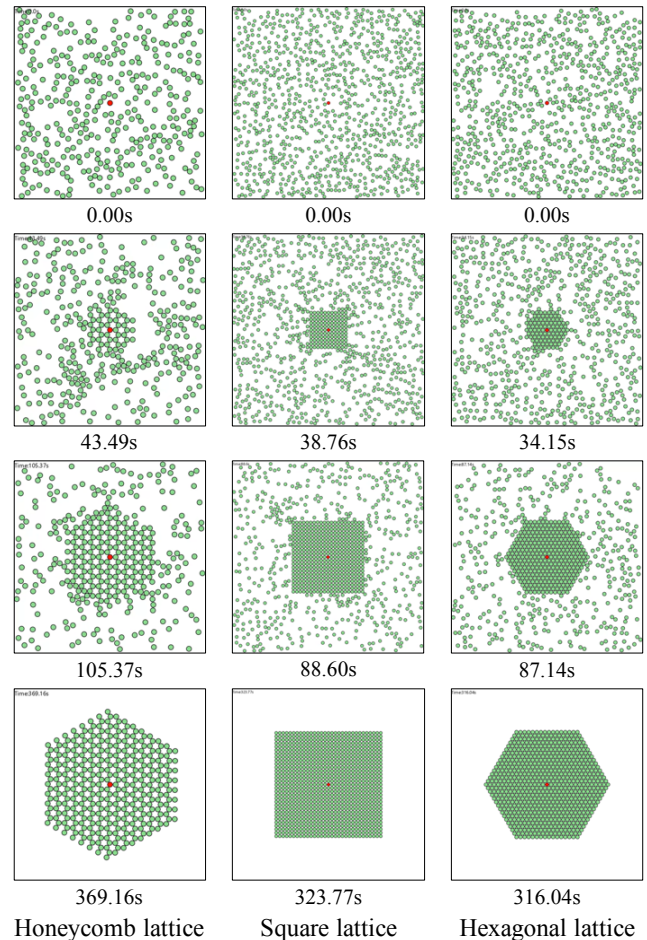 0.00s 0.00s 0.00s
43.49s 38.76s 34.15s
Time:105.37s
105.37s 88.60s 87.14s
Time:369.16s
369.16s 323.77s 316.04s
Honeycomb lattice Square lattice Hexagonal lattice